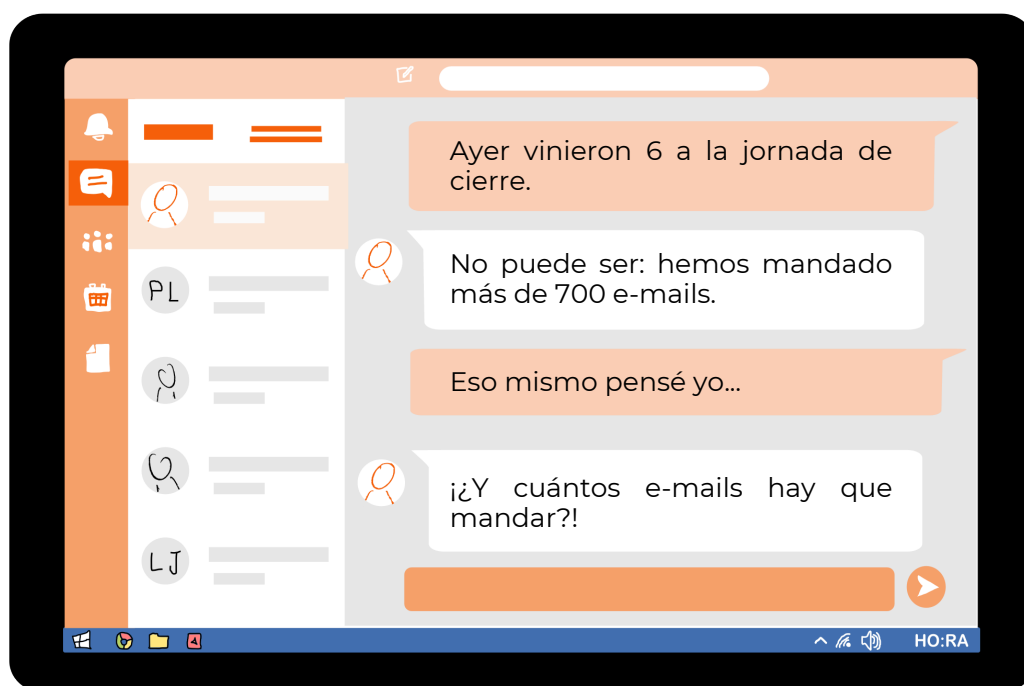 Ayer vinieron 6 a la jornada de
cierre.
No puede ser: hemos mandado
más de 700 e-mails.
PL
Eso mismo pensé yo...
¡¿Y cuántos e-mails hay que
mandar?!
LJ
HO:RA